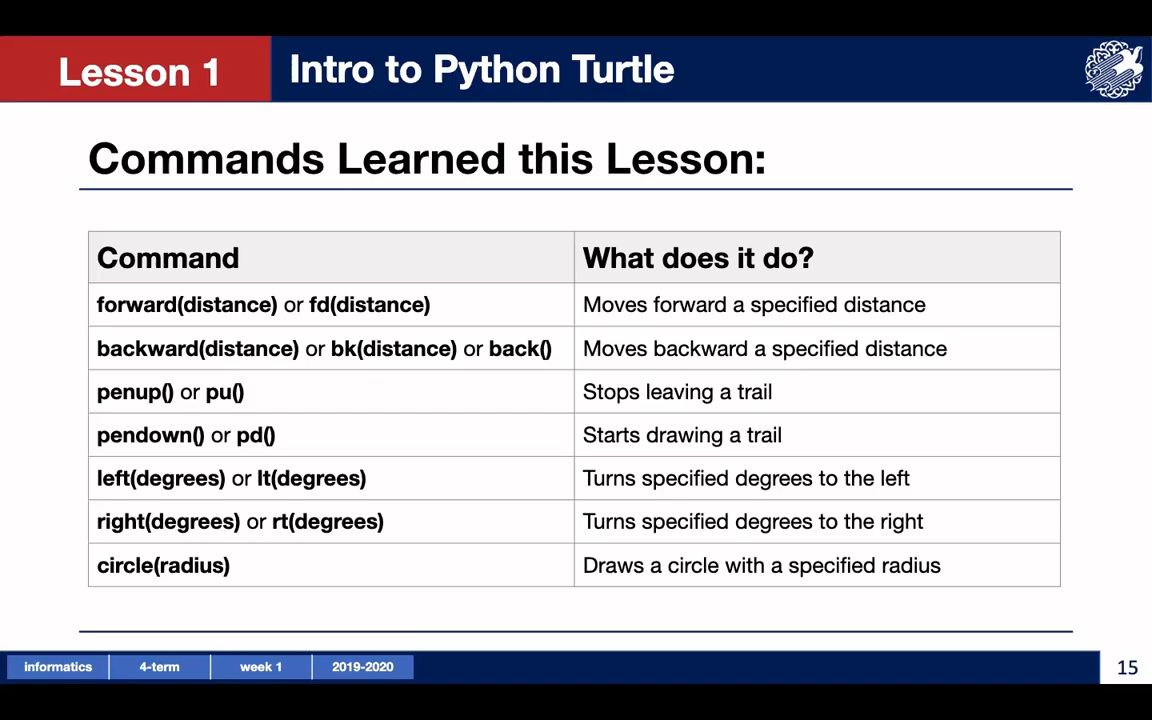 Lesson 1
Intro to Python Turtle
Commands Learned this Lesson:
Command
What does it do?
forward(distance) or fd(distance)
Moves forward a specified distance
backward(distance) or bk(distance) or back()
Moves backward a specified distance
penup() or pu()
Stops leaving a trail
pendown() or pd()
Starts drawing a trail
left(degrees) or lt(degrees)
Turns specified degrees to the left
right(degrees) or rt(degrees)
Turns specified degrees to the right
circle(radius)
Draws a circle with a specified radius
informatics
4-term
week 1
2019-2020
15